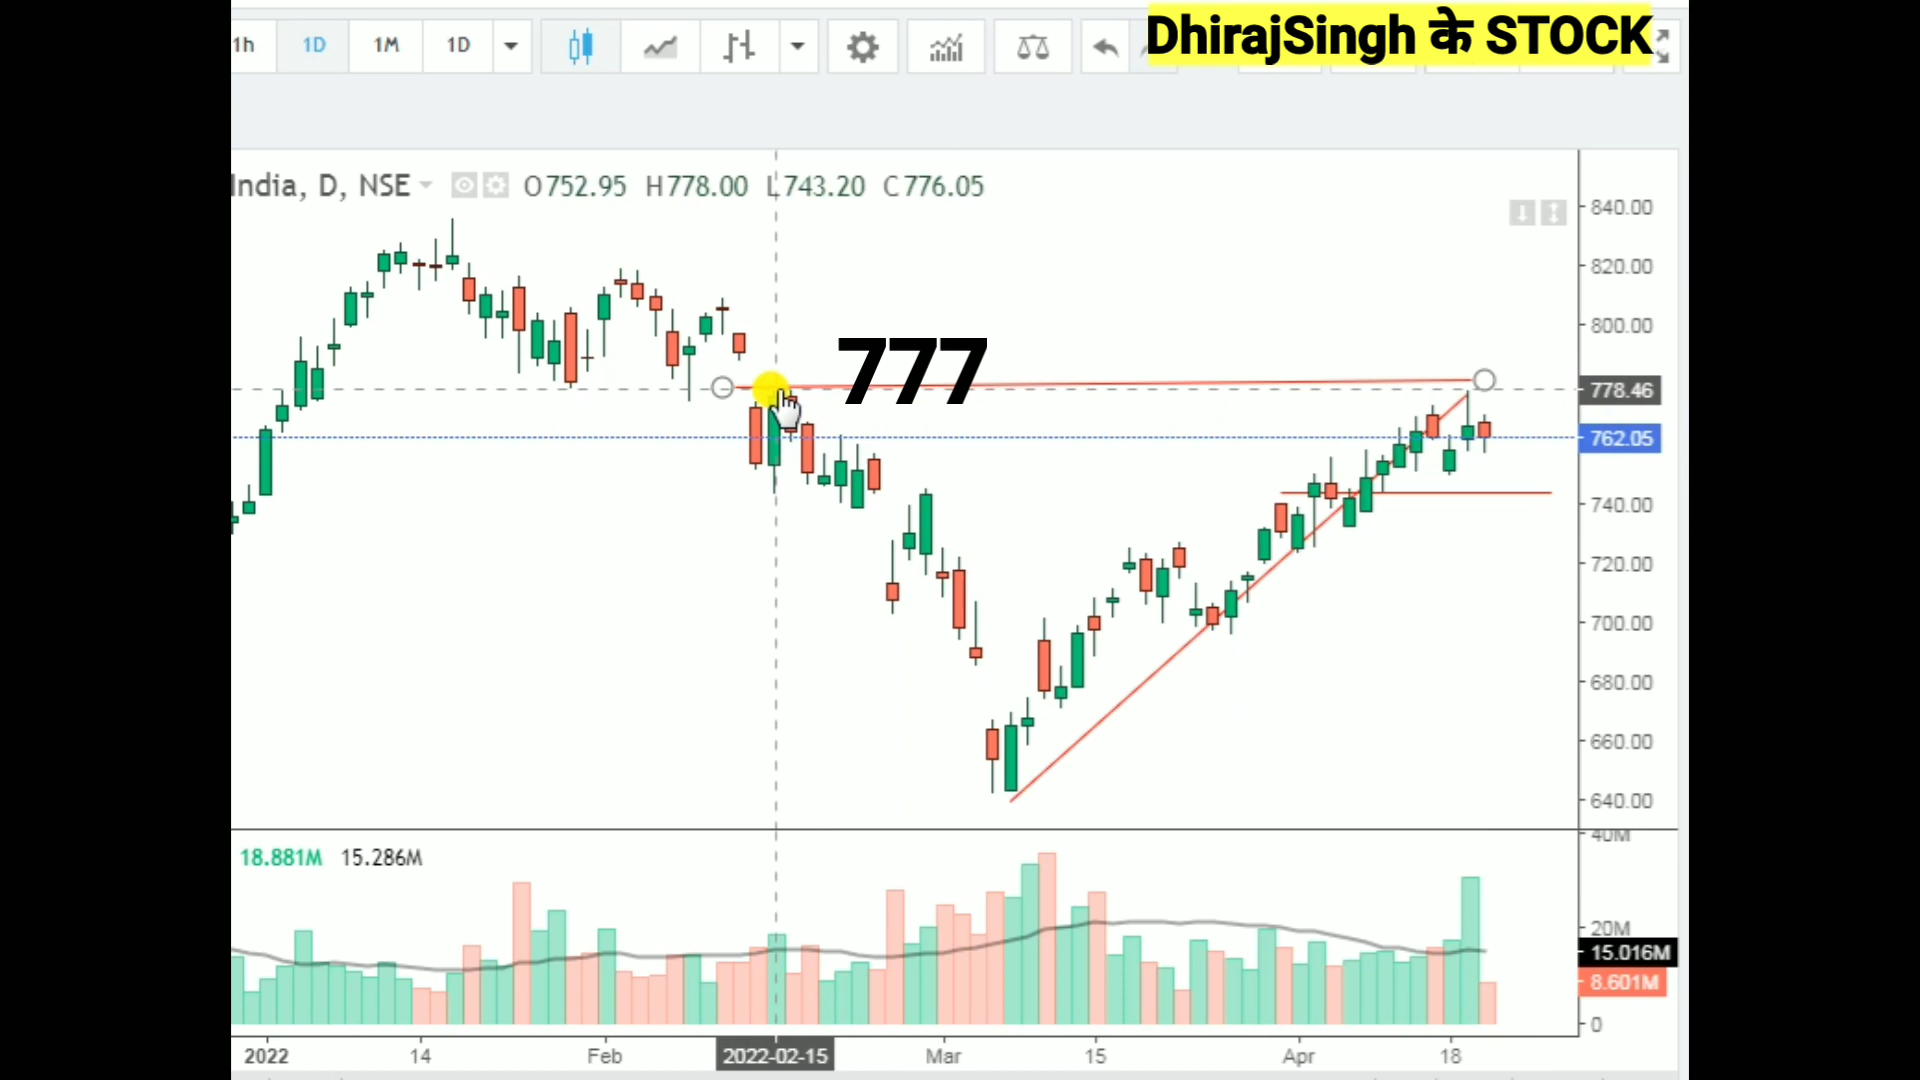 1h 1D 1M 1D DhirajSingh के STOCK
India, D, NSE O752.95 H778.00 L743.20 C776.05
840.00
820.00
800.00
777
778.46
762.05
740.00
720.00
700.00
680.00
660.00
640.00
18.881M 15.286M
40M
20M
15.016M
8.601M
0
2022 14 Feb 2022-02-15 Mar 15 Apr 18